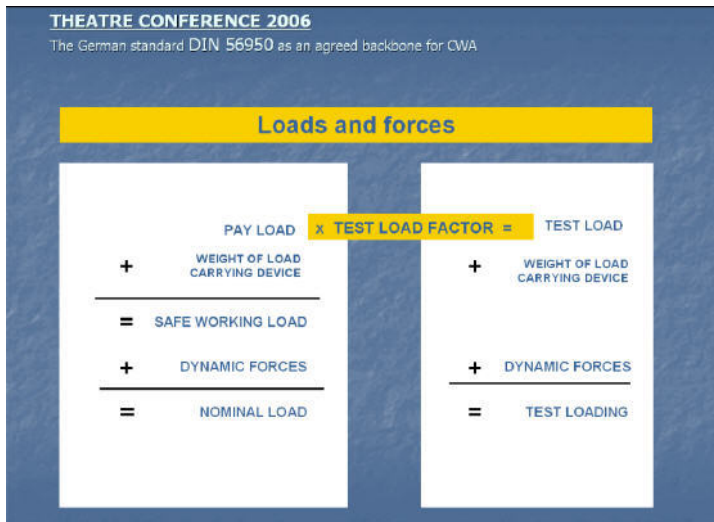 THEATRE CONFERENCE 2006
The German standard DIN 56950 as an agreed backbone for CWA
Loads and forces
PAY LOAD x TEST LOAD FACTOR = TEST LOAD
+ WEIGHT OF LOAD
CARRYING DEVICE
= SAFE WORKING LOAD
+ DYNAMIC FORCES
= NOMINAL LOAD
+ WEIGHT OF LOAD
CARRYING DEVICE
+ DYNAMIC FORCES
= TEST LOADING